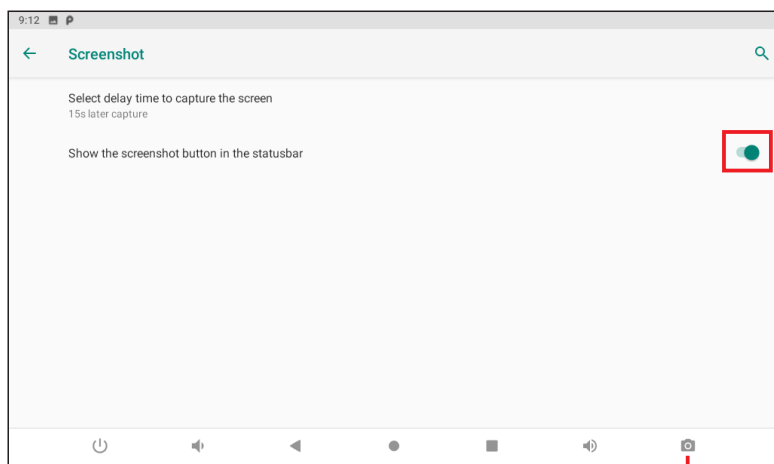 9:12
Screenshot
Select delay time to capture the screen
15s later capture
Show the screenshot button in the statusbar